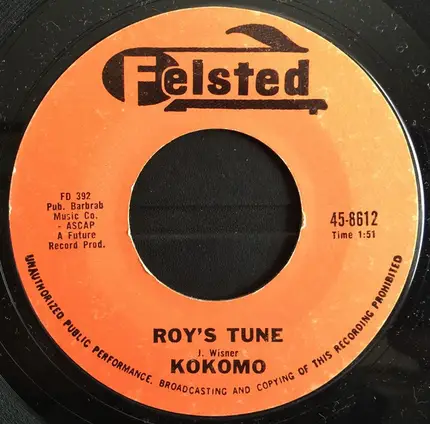 Felsted
FD 392
Pub. Barbrab
Music Co.
- ASCAP
A Future
Record Prod.
45-8612
Time 1:51
ROY'S TUNE
J. Wisner
KOKOMO
UNAUTHORIZED PUBLIC PERFORMANCE, BROADCASTING AND COPYING OF THIS RECORDING PROHIBITED